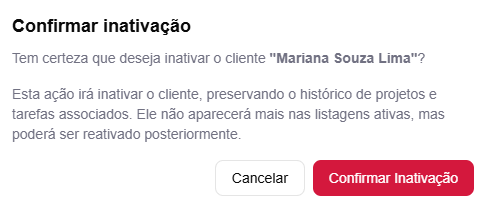 Confirmar inativação
Tem certeza que deseja inativar o cliente "Mariana Souza Lima"?
Esta ação irá inativar o cliente, preservando o histórico de projetos e
tarefas associados. Ele não aparecerá mais nas listagens ativas, mas
poderá ser reativado posteriormente.
Cancelar
Confirmar Inativação